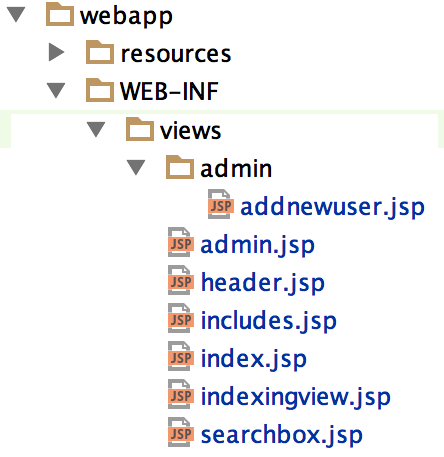 webapp
resources
WEB-INF
views
admin
JSP addnewuser.jsp
JSP admin.jsp
JSP header.jsp
JSP includes.jsp
JSP index.jsp
JSP indexingview.jsp
JSP searchbox.jsp